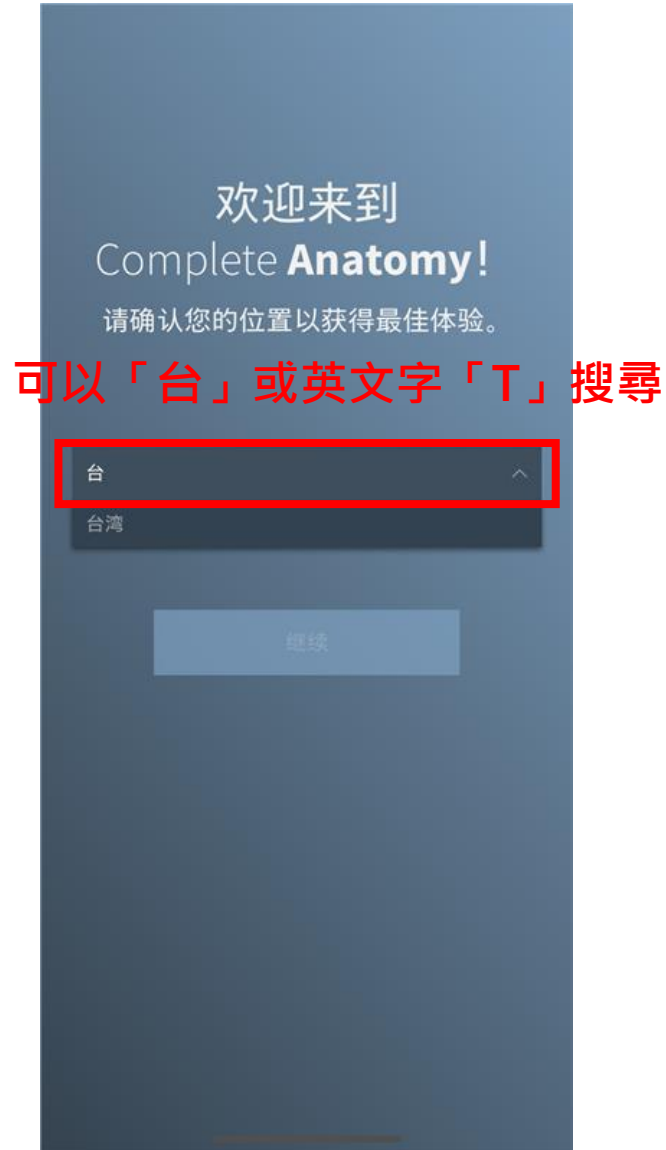 欢迎来到
Complete Anatomy!
请确认您的位置以获得最佳体验。
可以「台」或英文字「T」搜尋
台
台湾
继续